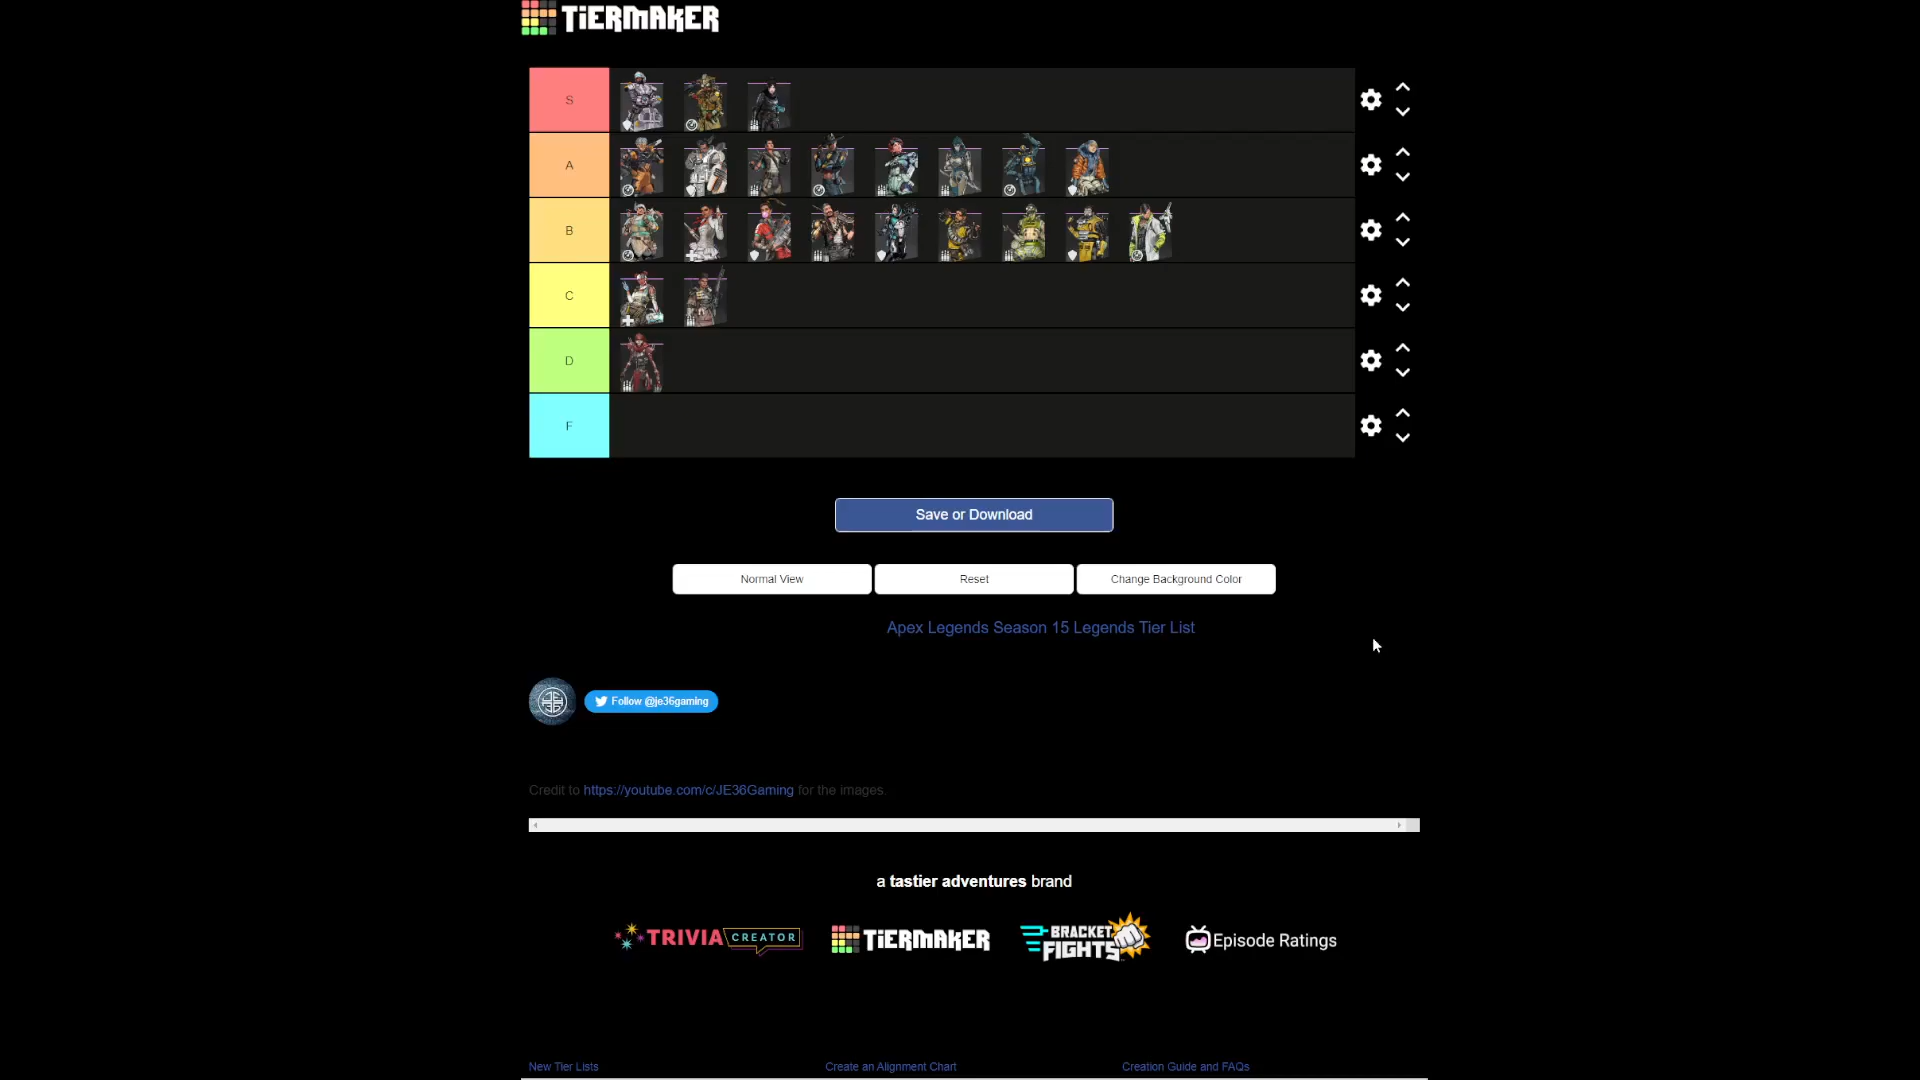 TiERMAKER
S
A
B
C
D
F
Save or Download
Normal View
Reset
Change Background Color
Apex Legends Season 15 Legends Tier List
Follow @je36gaming
Credit to https://youtube.com/c/JE36Gaming for the images.
a tastier adventures brand
TRIVIA CREATOR
TiERMAKER
BRACKET FIGHTS
Episode Ratings
New Tier Lists
Create an Alignment Chart
Creation Guide and FAQs